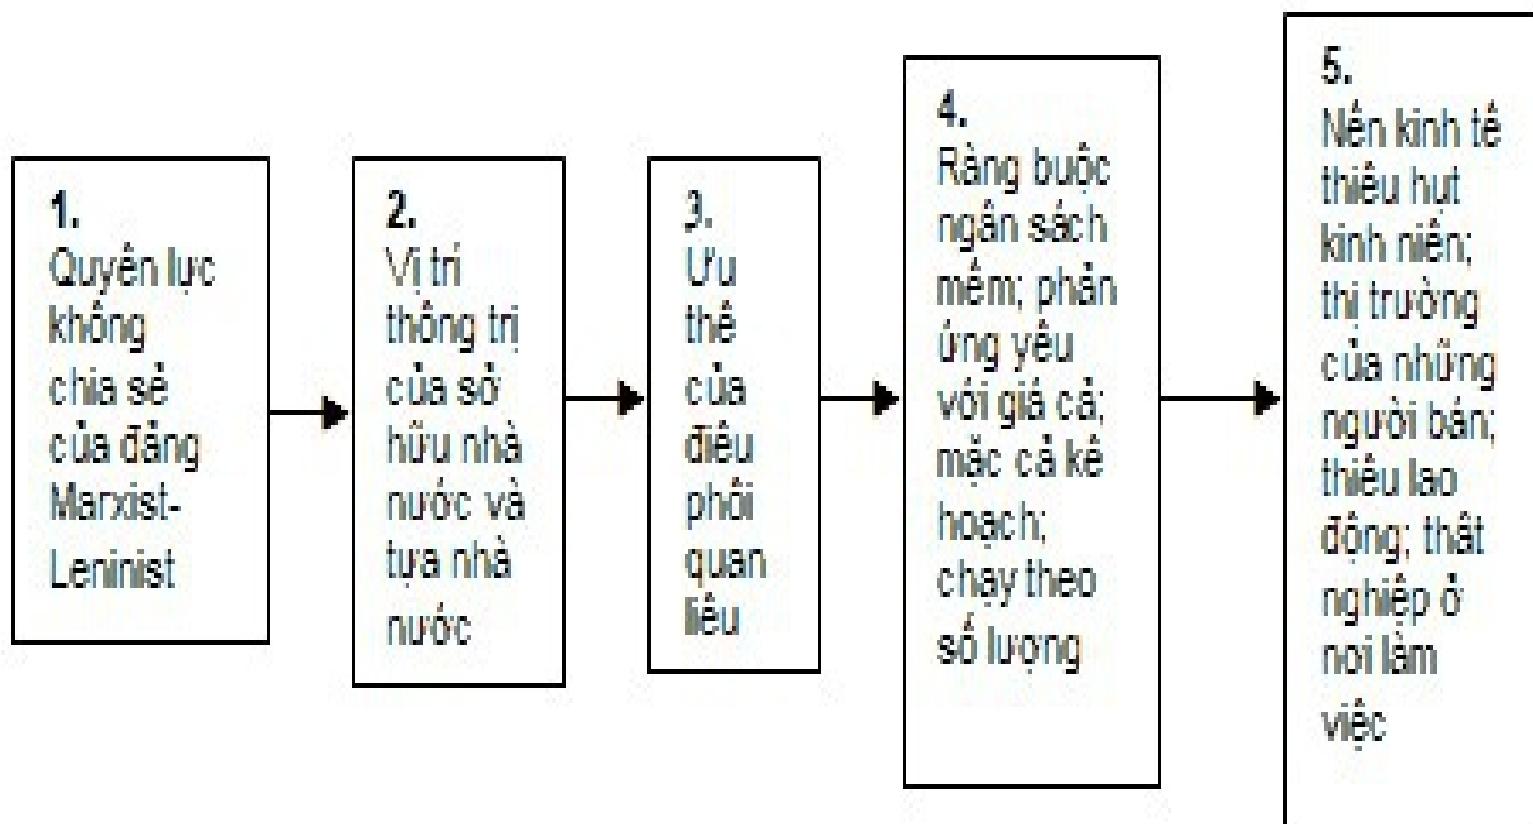 1.
Quyền lực
không
chia sẻ
của đảng
Marxist-
Leninist
2.
Vị trí
thống trị
của sở
hữu nhà
nước và
tựa nhà
nước
3.
Ưu
thế
của
điều
phối
quan
liêu
4.
Ràng buộc
ngân sách
mềm; phản
ứng yếu
với giá cả;
mặc cả kế
hoạch;
chạy theo
số lượng
5.
Nền kinh tế
thiếu hụt
kinh niên;
thị trường
của những
người bán;
thiếu lao
động; thất
nghiệp ở
nơi làm
việc